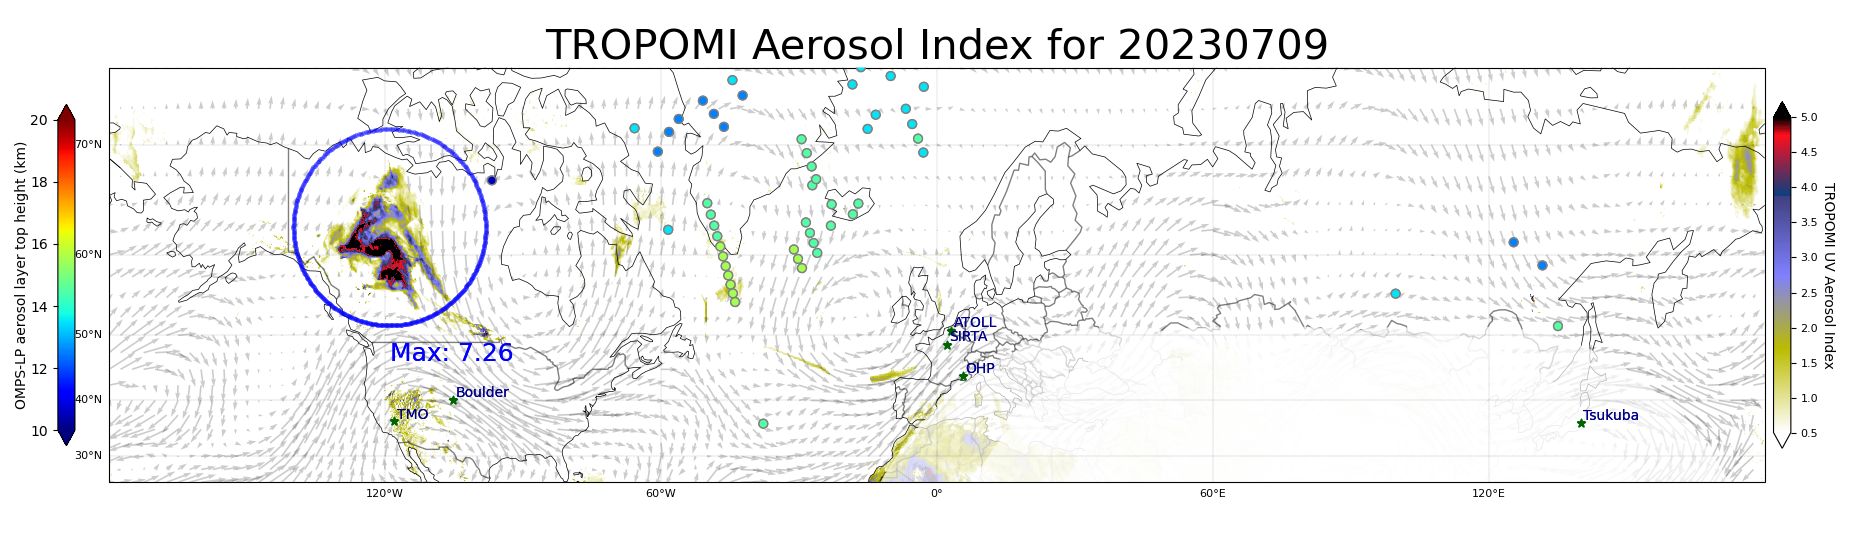 TROPOMI Aerosol Index for 20230709
OMPS-LP aerosol layer top height (km)
20
18
16
14
12
10
70°N
60°N
50°N
40°N
30°N
120°W
60°W
0°
60°E
120°E
Max: 7.26
ATOLL
SIRTA
OHP
Boulder
TMO
Tsukuba
5.0
4.5
4.0
3.5
3.0
2.5
2.0
1.5
1.0
0.5
TROPOMI UV Aerosol Index